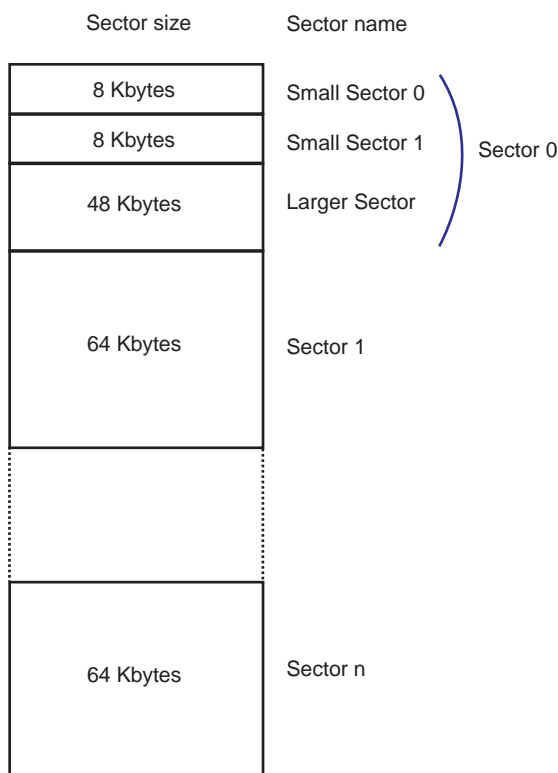 Sector size Sector name
8 Kbytes Small Sector 0
8 Kbytes Small Sector 1
Sector 0
48 Kbytes Larger Sector
64 Kbytes Sector 1
64 Kbytes Sector n